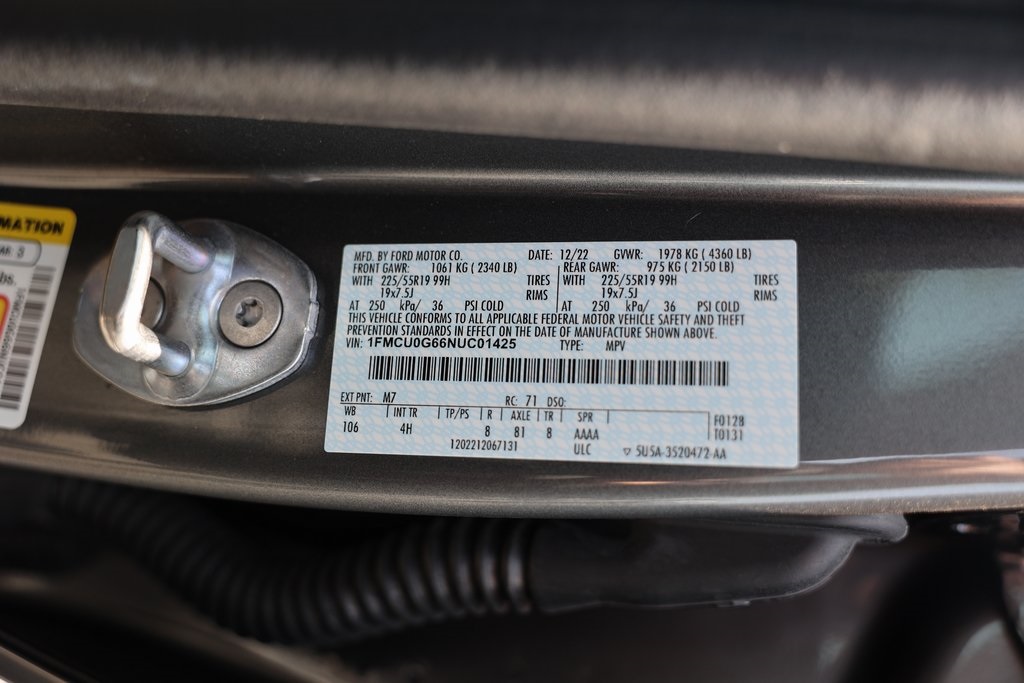 MATION
MFD. BY FORD MOTOR CO. DATE: 12/22 GVWR: 1978 KG ( 4360 LB)
FRONT GAWR: 1061 KG ( 2340 LB) REAR GAWR: 975 KG ( 2150 LB)
WITH 225/55R19 99H TIRES WITH 225/55R19 99H TIRES
19x7.5J RIMS 19x7.5J RIMS
AT 250 kPa/ 36 PSI COLD AT 250 kPa/ 36 PSI COLD
THIS VEHICLE CONFORMS TO ALL APPLICABLE FEDERAL MOTOR VEHICLE SAFETY AND THEFT
PREVENTION STANDARDS IN EFFECT ON THE DATE OF MANUFACTURE SHOWN ABOVE.
VIN: 1FMCU0G66NUC01425 TYPE: MPV
EXT PNT: M7 RC: 71 DSO:
WB INT TR TP/PS R AXLE TR SPR
106 4H 8 81 8 AAAA
F0128
T0131
1202212067131 ULC ▽ 5U5A-3520472-AA